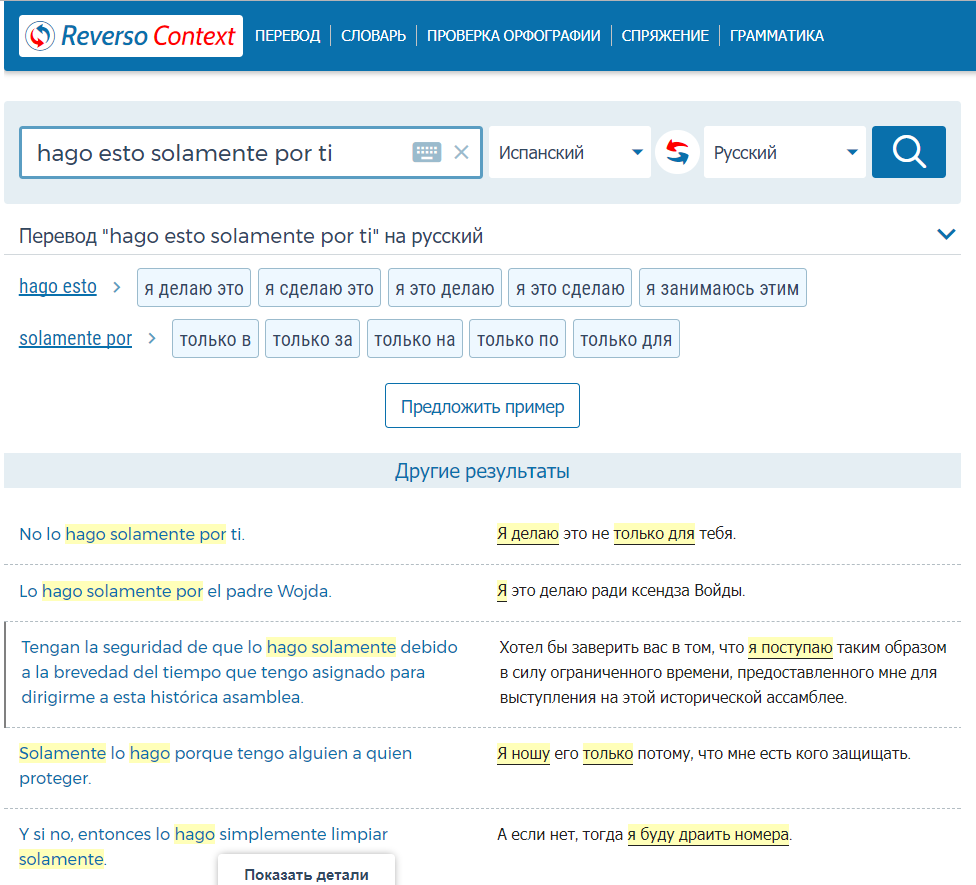 Reverso Context ПЕРЕВОД СЛОВАРЬ ПРОВЕРКА ОРФОГРАФИИ СПРЯЖЕНИЕ ГРАММАТИКА
hago esto solamente por ti Испанский Русский
Перевод "hago esto solamente por ti" на русский
hago esto я делаю это я сделаю это я это делаю я это сделаю я занимаюсь этим
solamente por только в только за только на только по только для
Предложить пример
Другие результаты
No lo hago solamente por ti. Я делаю это не только для тебя.
Lo hago solamente por el padre Wojda. Я это делаю ради ксендза Войды.
Tengan la seguridad de que lo hago solamente debido
a la brevedad del tiempo que tengo asignado para
dirigirme a esta histórica asamblea.
Хотел бы заверить вас в том, что я поступаю таким образом
в силу ограниченного времени, предоставленного мне для
выступления на этой исторической ассамблее.
Solamente lo hago porque tengo alguien a quien
proteger.
Я ношу его только потому, что мне есть кого защищать.
Y si no, entonces lo hago simplemente limpiar
solamente.
А если нет, тогда я буду драить номера.
Показать детали